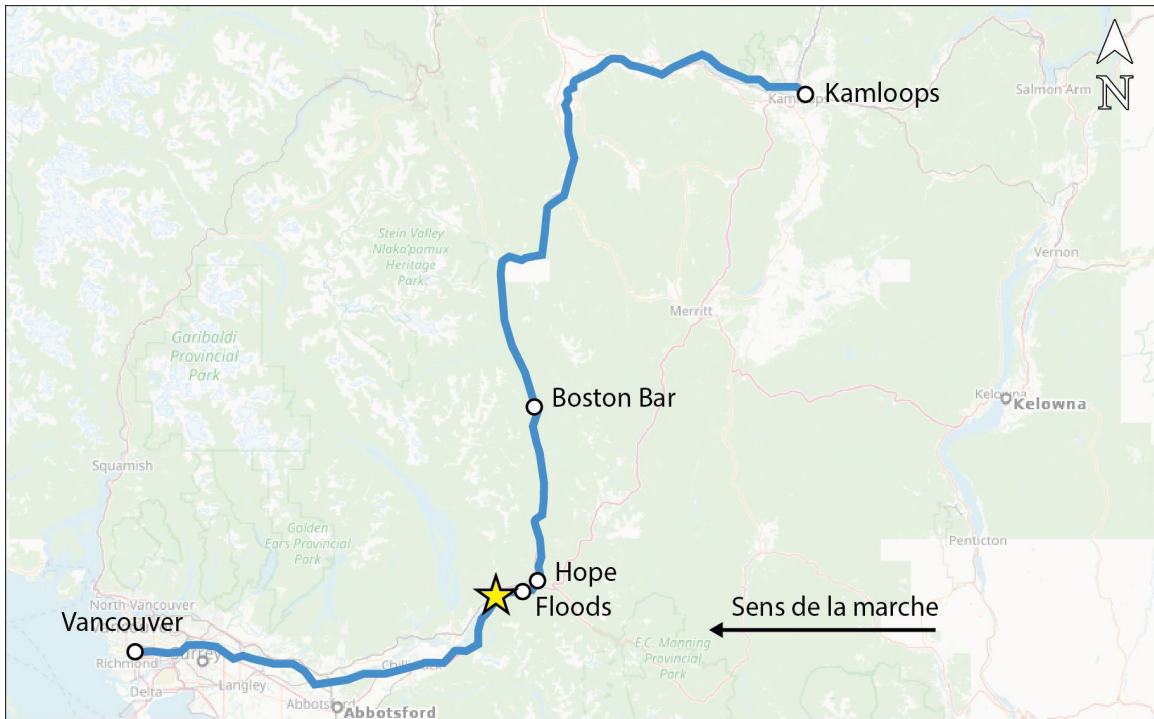 N
Kamloops
Kamloops
Salmon Arm
Stein Valley
Nlaka'pamux
Heritage
Park
Vernon
Merritt
Garibaldi
Provincial
Park
Boston Bar
Kelowna
Kelowna
Squamish
Golden
Ears Provincial
Park
Penticton
Hope
Floods
Sens de la marche
North Vancouver
Vancouver
Richmond
Surrey
Delta
Langley
Chilliwack
E.C. Manning
Provincial
Park
Abbotsford
Abbotsford